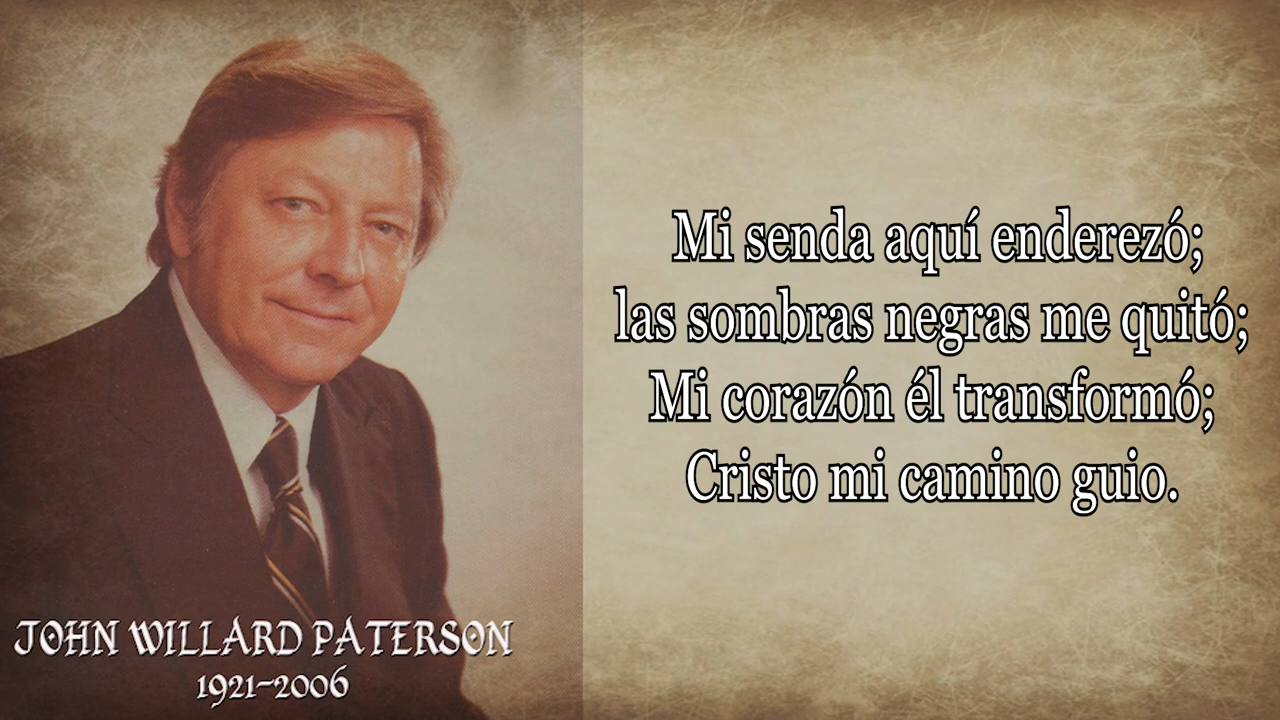 Mi senda aquí enderezó;
las sombras negras me quitó;
Mi corazón él transformó;
Cristo mi camino guio.
JOHN WILLARD PATERSON
1921-2006